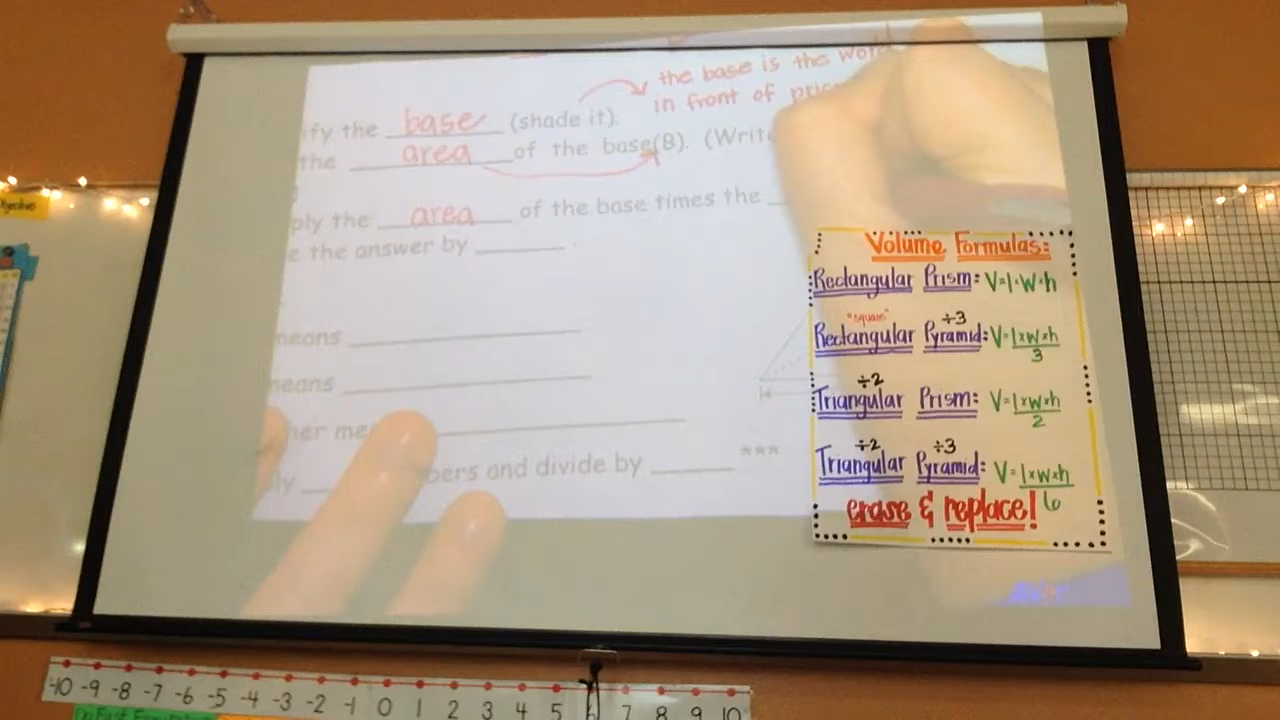 the base is the
in front of
ify the base (shade it).
the area of the base(B). (Write
ply the area of the base times the
e the answer by
means
means
her me
bers and divide by ***
Volume Formulas:
Rectangular Prism: V=l·w·h
"square" ÷3
Rectangular Pyramid: V=l×w×h
3
÷2
Triangular Prism: V=l×w×h
2
÷2 ÷3
Triangular Pyramid: V=l×w×h
6
erase & replace!
Objective
-10 -9 -8 -7 -6 -5 -4 -3 -2 -1 0 1 2 3 4 5 6 7 8 9 10